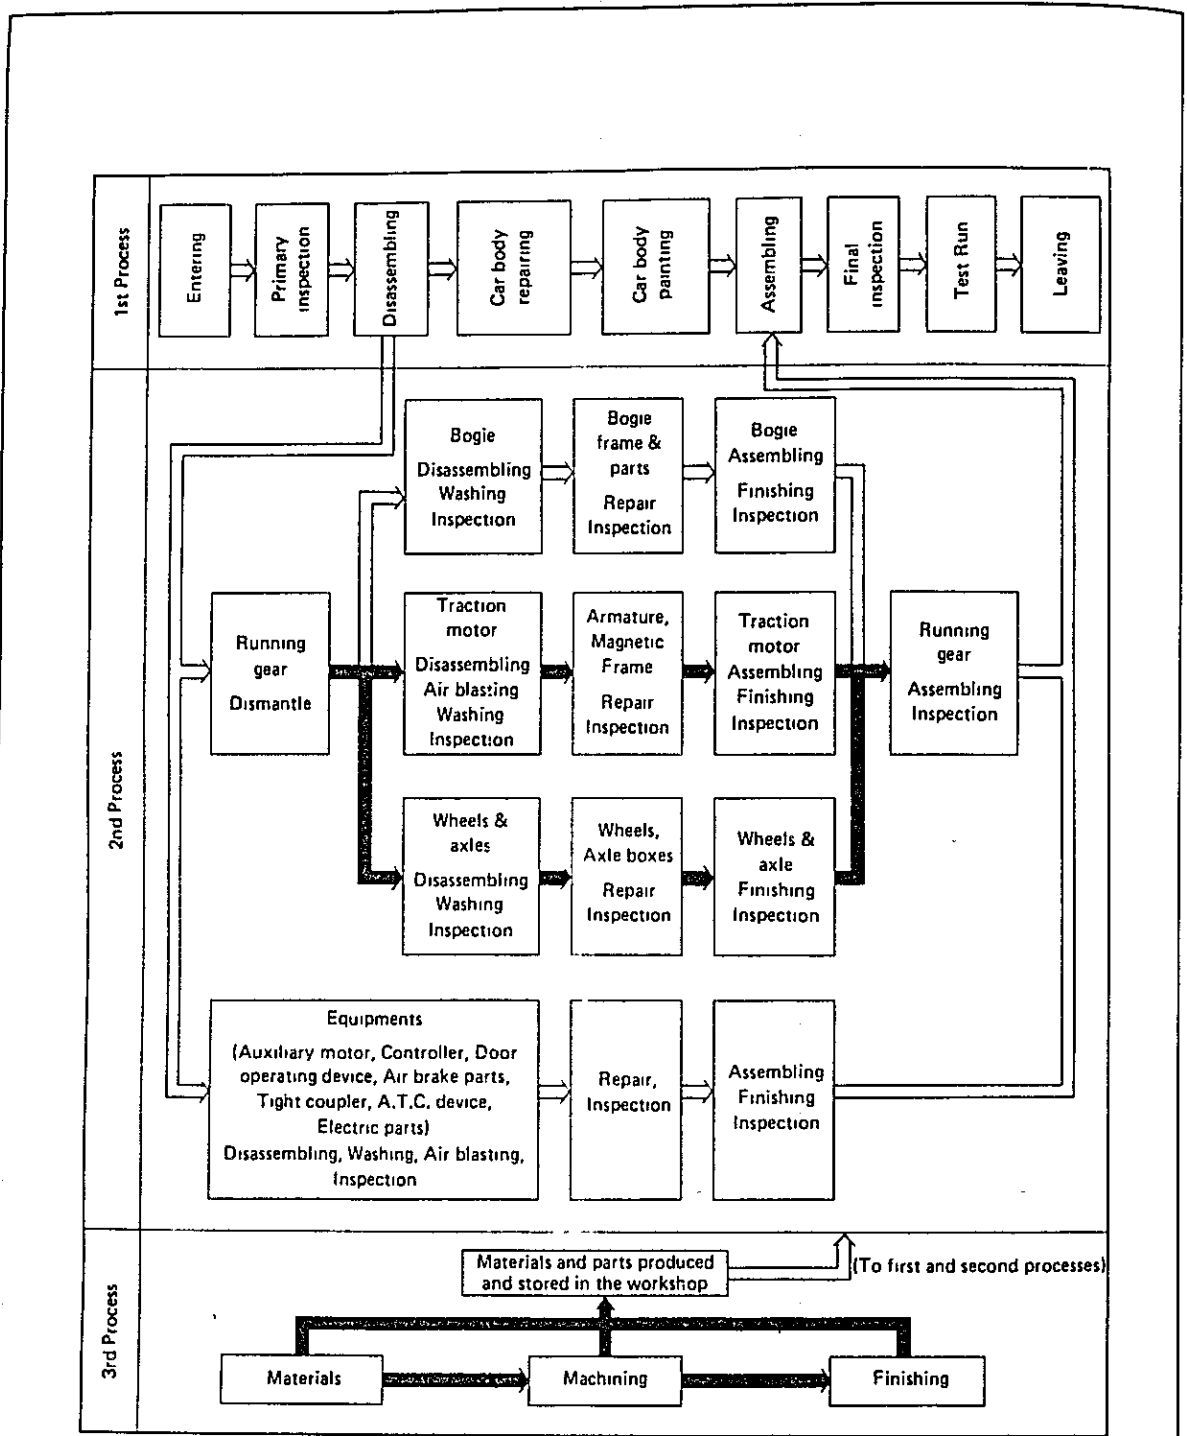 1st Process
Entering
Primary
inspection
Disassembling
Car body
repairing
Car body
painting
Assembling
Final
inspection
Test Run
Leaving
2nd Process
Running
gear
Dismantle
Bogie
Disassembling
Washing
Inspection
Bogie
frame &
parts
Repair
Inspection
Bogie
Assembling
Finishing
Inspection
Traction
motor
Disassembling
Air blasting
Washing
Inspection
Armature,
Magnetic
Frame
Repair
Inspection
Traction
motor
Assembling
Finishing
Inspection
Running
gear
Assembling
Inspection
Wheels &
axles
Disassembling
Washing
Inspection
Wheels,
Axle boxes
Repair
Inspection
Wheels &
axle
Finishing
Inspection
Equipments
(Auxiliary motor, Controller, Door
operating device, Air brake parts,
Tight coupler, A.T.C. device,
Electric parts)
Disassembling, Washing, Air blasting,
Inspection
Repair,
Inspection
Assembling
Finishing
Inspection
3rd Process
Materials and parts produced
and stored in the workshop
(To first and second processes)
Materials
Machining
Finishing